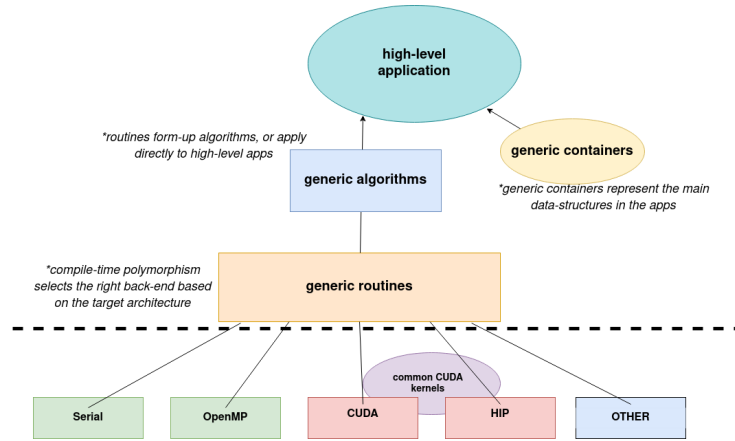 high-level
application
*routines form-up algorithms, or apply
directly to high-level apps
generic containers
generic algorithms
*generic containers represent the main
data-structures in the apps
*compile-time polymorphism
selects the right back-end based
on the target architecture
generic routines
common CUDA
kernels
Serial
OpenMP
CUDA
HIP
OTHER